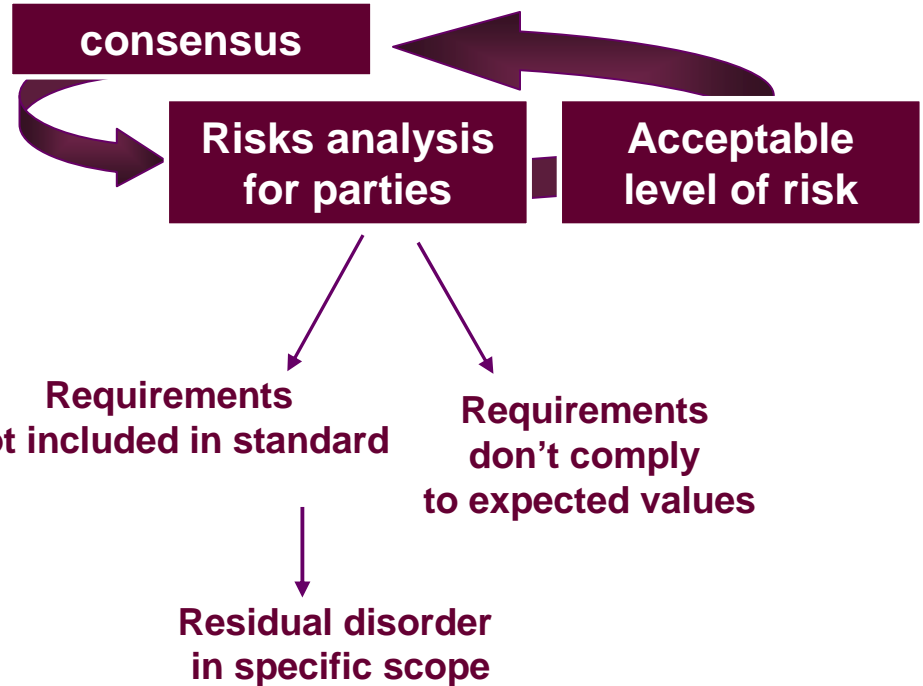 consensus
Risks analysis
for parties
Acceptable
level of risk
Requirements
included in standard
Requirements
don't comply
to expected values
Residual disorder
in specific scope